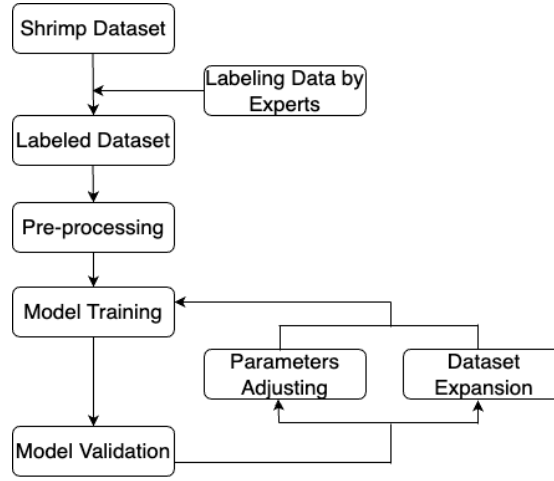 Shrimp Dataset
Labeling Data by
Experts
Labeled Dataset
Pre-processing
Model Training
Parameters
Adjusting
Dataset
Expansion
Model Validation